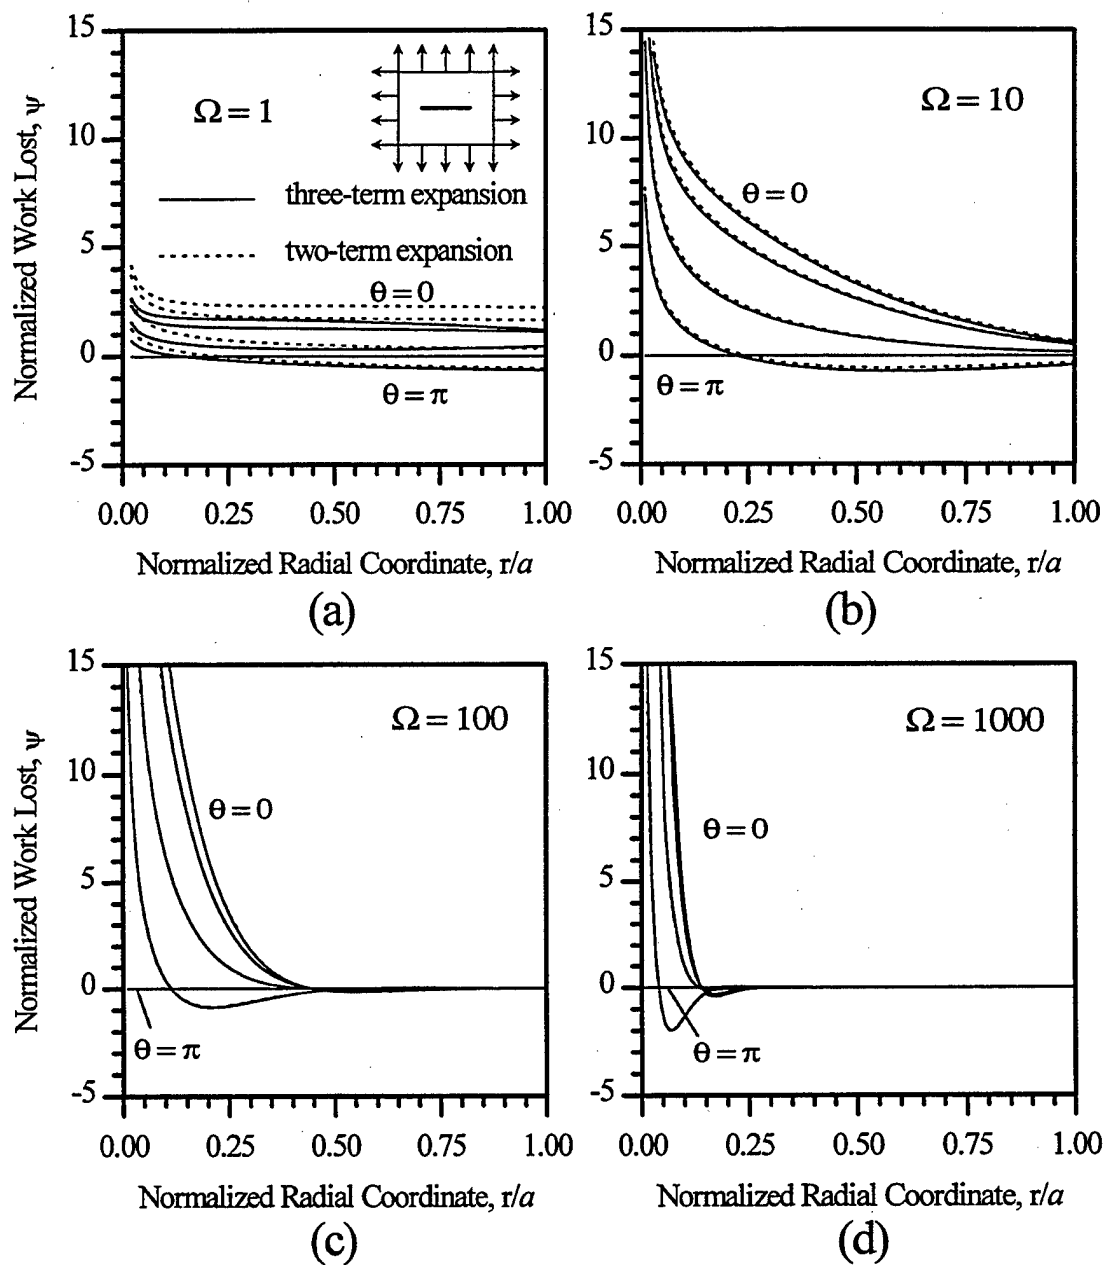 15
10
5
0
-5
Normalized Work Lost, ψ
Ω = 1
three-term expansion
two-term expansion
θ = 0
θ = π
0.00 0.25 0.50 0.75 1.00
Normalized Radial Coordinate, r/a
(a)
15
10
5
0
-5
Ω = 10
θ = 0
θ = π
0.00 0.25 0.50 0.75 1.00
Normalized Radial Coordinate, r/a
(b)
15
10
5
0
-5
Normalized Work Lost, ψ
Ω = 100
θ = 0
θ = π
0.00 0.25 0.50 0.75 1.00
Normalized Radial Coordinate, r/a
(c)
15
10
5
0
-5
Ω = 1000
θ = 0
θ = π
0.00 0.25 0.50 0.75 1.00
Normalized Radial Coordinate, r/a
(d)